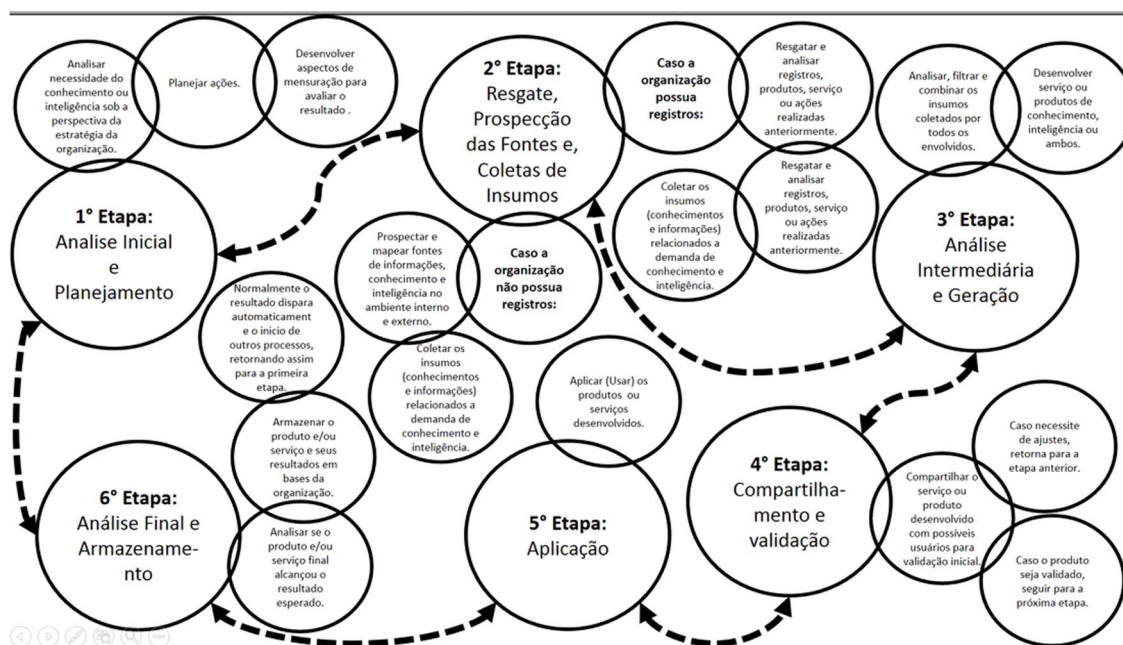 Analisar
necessidade do
conhecimento ou
inteligência sob a
perspectiva da
estratégia da
organização.
Planejar ações.
Desenvolver
aspectos de
mensuração para
avaliar o
resultado .
1° Etapa:
Analise Inicial
e
Planejamento
2° Etapa:
Resgate,
Prospecção
das Fontes e,
Coletas de
Insumos
Caso a
organização
possua
registros:
Resgatar e
analisar
registros,
produtos, serviço
ou ações
realizadas
anteriormente.
Resgatar e
analisar
registros,
produtos, serviço
ou ações
realizadas
anteriormente.
Coletar os
insumos
(conhecimentos
e informações)
relacionados a
demanda de
conhecimento e
inteligência.
Caso a
organização
não possua
registros:
Prospectar e
mapear fontes
de informações,
conhecimento e
inteligência no
ambiente interno
e externo.
Coletar os
insumos
(conhecimentos
e informações)
relacionados a
demanda de
conhecimento e
inteligência.
Analisar, filtrar e
combinar os
insumos
coletados por
todos os
envolvidos.
Desenvolver
serviço ou
produtos de
conhecimento,
inteligência ou
ambos.
3° Etapa:
Análise
Intermediária
e Geração
4° Etapa:
Compartilha-
mento e
validação
Compartilhar o
serviço ou
produto
desenvolvido
com possíveis
usuários para
validação inicial.
Caso necessite
de ajustes,
retorna para a
etapa anterior.
Caso o produto
seja validado,
seguir para a
próxima etapa.
Aplicar (Usar) os
produtos ou
serviços
desenvolvidos.
5° Etapa:
Aplicação
6° Etapa:
Análise Final e
Armazename-
nto
Analisar se o
produto e/ou
serviço final
alcançou o
resultado
esperado.
Armazenar o
produto e/ou
serviço e seus
resultados em
bases da
organização.
Normalmente o
resultado dispara
automaticament
e o inicio de
outros processos,
retornando assim
para a primeira
etapa.